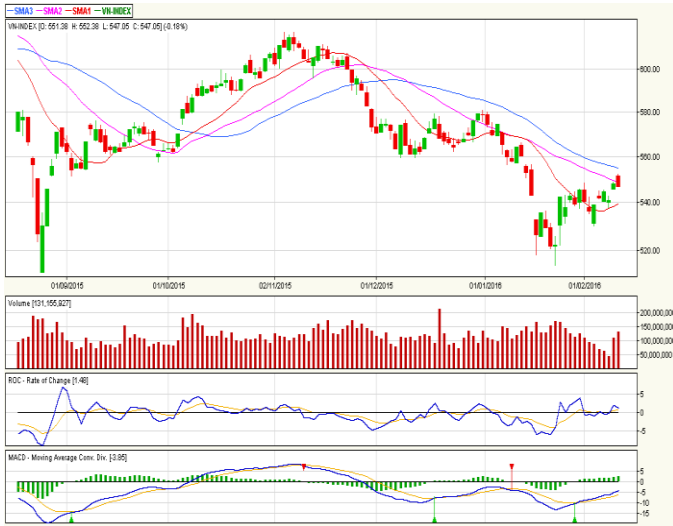 SMA3 SMA2 SMA1 VN-INDEX
VN-INDEX [O: 551.38 H: 552.38 L: 547.05 C: 547.05] (-0.18%)
600.00
580.00
560.00
540.00
520.00
01/09/2015 01/10/2015 02/11/2015 01/12/2015 01/01/2016 01/02/2016
Volume [131,155,927]
200,000,000
150,000,000
100,000,000
50,000,000
ROC - Rate of Change [1.48]
5
0
-5
MACD - Moving Average Conv. Div. [-3.95]
5
0
-5
-10
-15